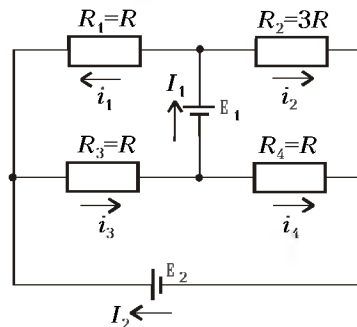 R₁=R R₂=3R
I₁ E₁
i₁ i₂
R₃=R R₄=R
i₃ i₄
E₂
I₂